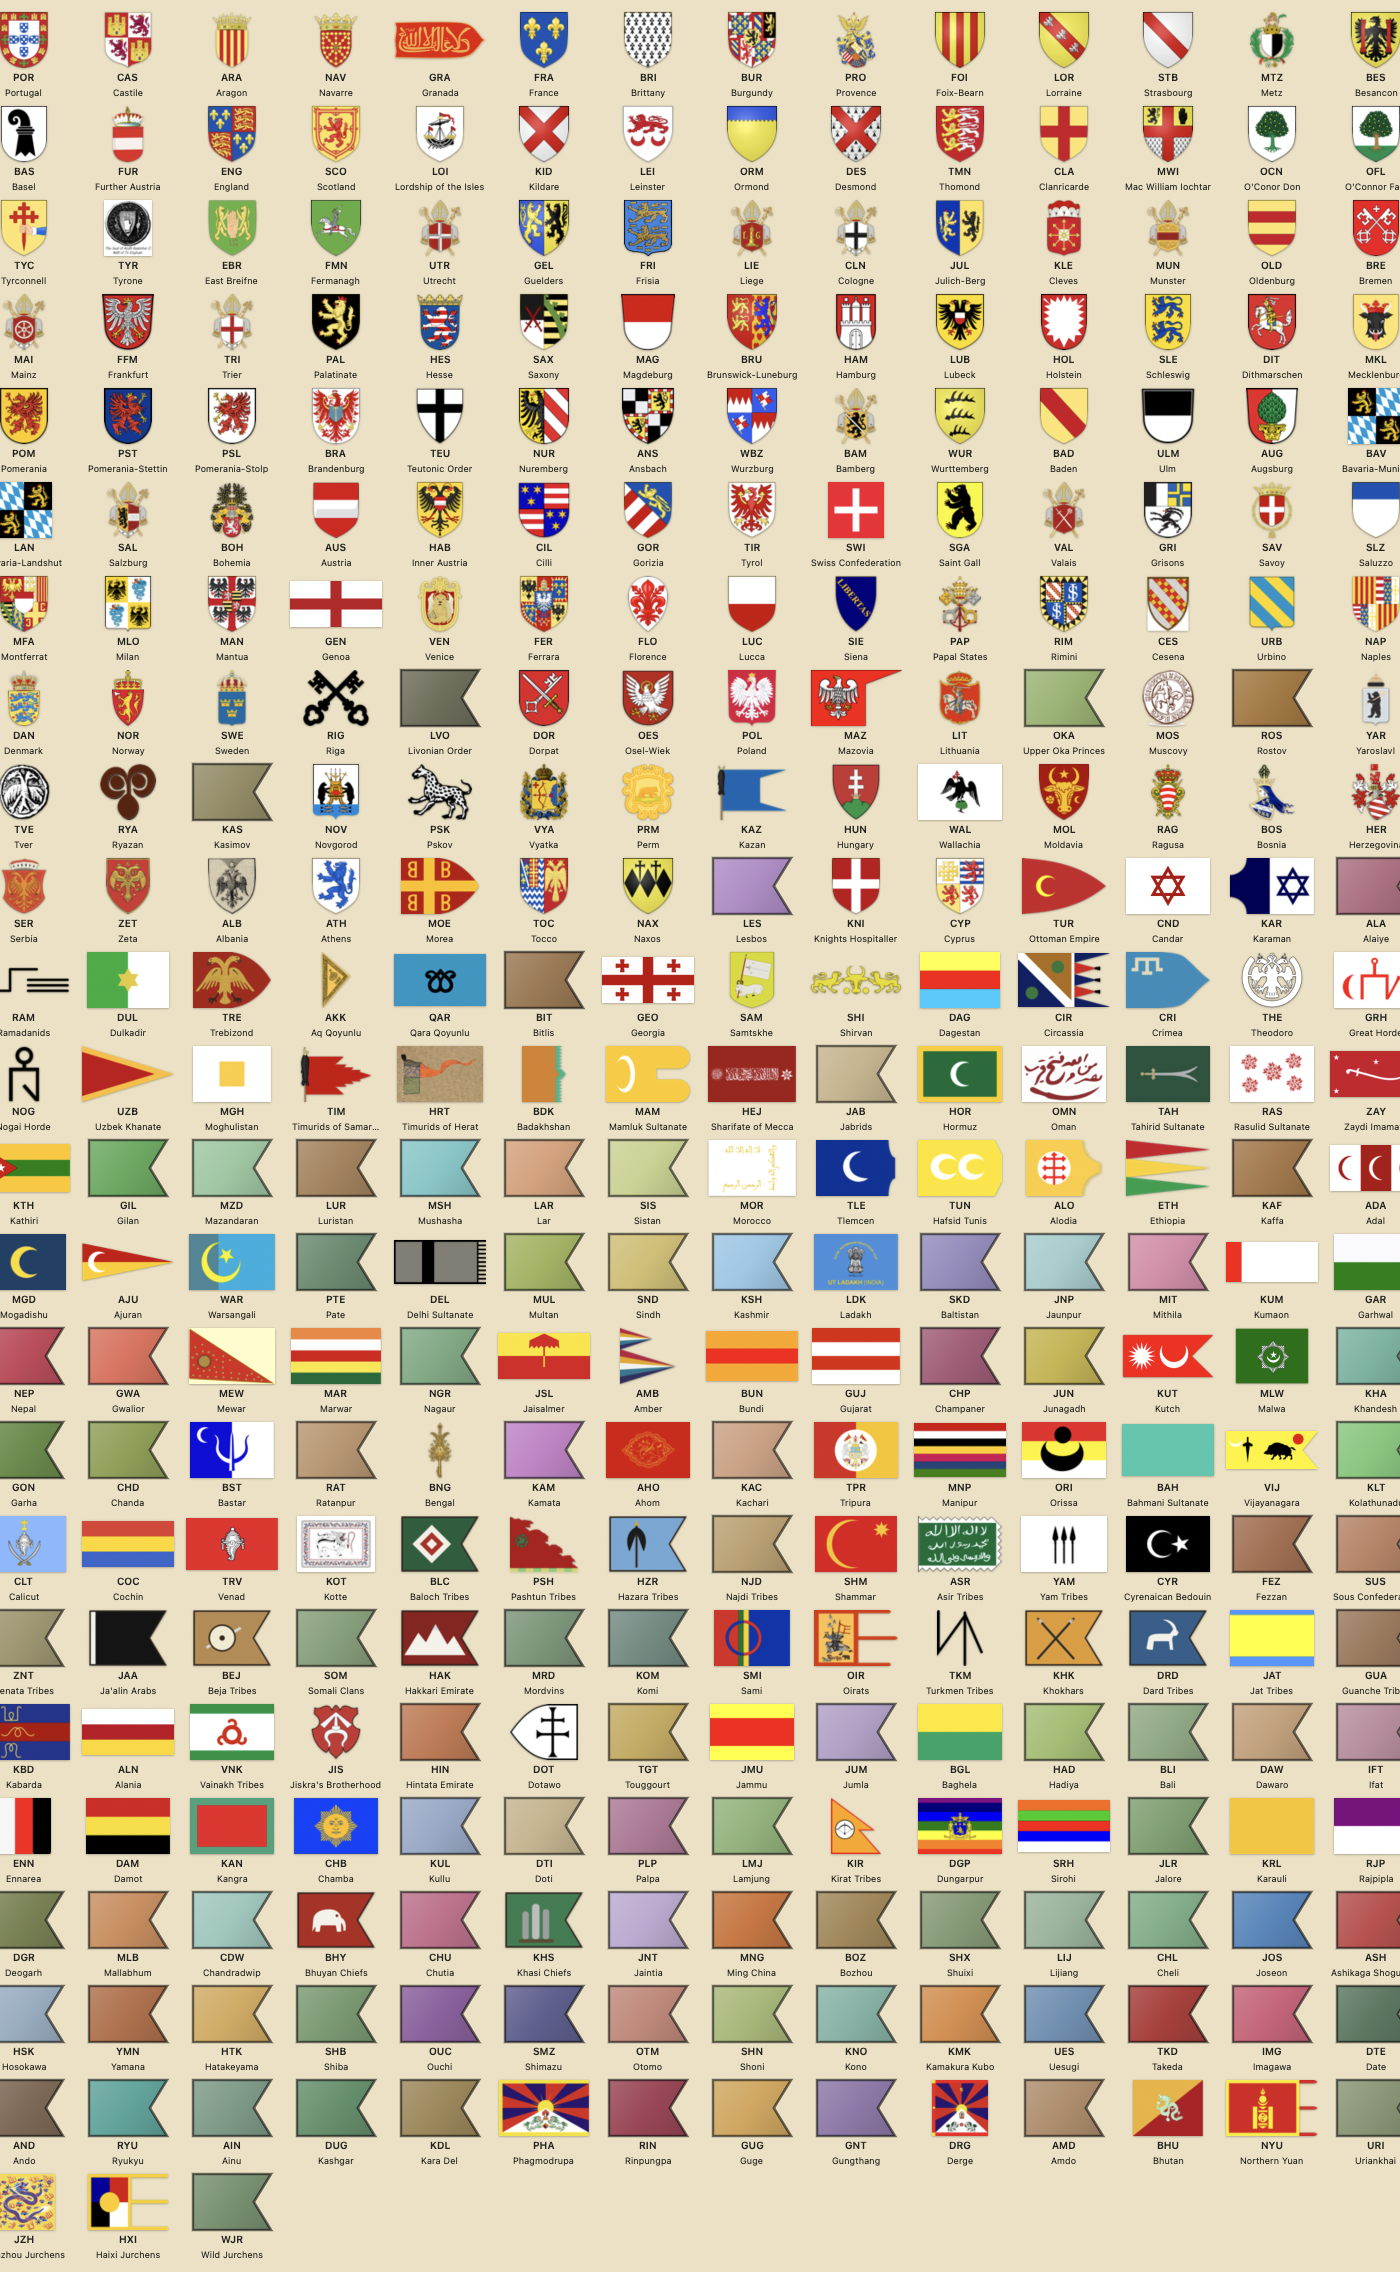 POR CAS ARA NAV GRA FRA BRI BUR PRO FOI LOR STB MTZ BES
Portugal Castile Aragon Navarre Granada France Brittany Burgundy Provence Foix-Bearn Lorraine Strasbourg Metz Besancon
BAS FUR ENG SCO LOI KID LEI ORM DES TMN CLA MWI OCN OFL
Basel Further Austria England Scotland Lordship of the Isles Kildare Leinster Ormond Desmond Thomond Clanricarde Mac William Iochtar O'Conor Don O'Connor Fa
TYC TYR EBR FMN UTR GEL FRI LIE CLN JUL KLE MUN OLD BRE
Tyrconnell Tyrone East Breifne Fermanagh Utrecht Guelders Frisia Liege Cologne Julich-Berg Cleves Munster Oldenburg Bremen
MAI FFM TRI PAL HES SAX MAG BRU HAM LUB HOL SLE DIT MKL
Mainz Frankfurt Trier Palatinate Hesse Saxony Magdeburg Brunswick-Luneburg Hamburg Lubeck Holstein Schleswig Dithmarschen Mecklenbur
POM PST PSL BRA TEU NUR ANS WBZ BAM WUR BAD ULM AUG BAV
Pomerania Pomerania-Stettin Pomerania-Stolp Brandenburg Teutonic Order Nuremberg Ansbach Wurzburg Bamberg Wurttemberg Baden Ulm Augsburg Bavaria-Muni
LAN SAL BOH AUS HAB CIL GOR TIR SWI SGA VAL GRI SAV SLZ
varia-Landshut Salzburg Bohemia Austria Inner Austria Cilli Gorizia Tyrol Swiss Confederation Saint Gall Valais Grisons Savoy Saluzzo
LIBERTAS
MFA MLO MAN GEN VEN FER FLO LUC SIE PAP RIM CES URB NAP
Montferrat Milan Mantua Genoa Venice Ferrara Florence Lucca Siena Papal States Rimini Cesena Urbino Naples
DAN NOR SWE RIG LVO DOR OES POL MAZ LIT OKA MOS ROS YAR
Denmark Norway Sweden Riga Livonian Order Dorpat Osel-Wiek Poland Mazovia Lithuania Upper Oka Princes Muscovy Rostov Yaroslavl
TVE RYA KAS NOV PSK VYA PRM KAZ HUN WAL MOL RAG BOS HER
Tver Ryazan Kasimov Novgorod Pskov Vyatka Perm Kazan Hungary Wallachia Moldavia Ragusa Bosnia Herzegovin
SER ZET ALB ATH MOE TOC NAX LES KNI CYP TUR CND KAR ALA
Serbia Zeta Albania Athens Morea Tocco Naxos Lesbos Knights Hospitaller Cyprus Ottoman Empire Candar Karaman Alaiye
RAM DUL TRE AKK QAR BIT GEO SAM SHI DAG CIR CRI THE GRH
Ramadanids Dulkadir Trebizond Aq Qoyunlu Qara Qoyunlu Bitlis Georgia Samtskhe Shirvan Dagestan Circassia Crimea Theodoro Great Horde
NOG UZB MGH TIM HRT BDK MAM HEJ JAB HOR OMN TAH RAS ZAY
Nogai Horde Uzbek Khanate Moghulistan Timurids of Samar... Timurids of Herat Badakhshan Mamluk Sultanate Sharifate of Mecca Jabrids Hormuz Oman Tahirid Sultanate Rasulid Sultanate Zaydi Imama
KTH GIL MZD LUR MSH LAR SIS MOR TLE TUN ALO ETH KAF ADA
Kathiri Gilan Mazandaran Luristan Mushasha Lar Sistan Morocco Tlemcen Hafsid Tunis Alodia Ethiopia Kaffa Adal
UT LADAKH (INDIA)
MGD AJU WAR PTE DEL MUL SND KSH LDK SKD JNP MIT KUM GAR
Mogadishu Ajuran Warsangali Pate Delhi Sultanate Multan Sindh Kashmir Ladakh Baltistan Jaunpur Mithila Kumaon Garhwal
NEP GWA MEW MAR NGR JSL AMB BUN GUJ CHP JUN KUT MLW KHA
Nepal Gwalior Mewar Marwar Nagaur Jaisalmer Amber Bundi Gujarat Champaner Junagadh Kutch Malwa Khandesh
GON CHD BST RAT BNG KAM AHO KAC TPR MNP ORI BAH VIJ KLT
Garha Chanda Bastar Ratanpur Bengal Kamata Ahom Kachari Tripura Manipur Orissa Bahmani Sultanate Vijayanagara Kolathunadu
CLT COC TRV KOT BLC PSH HZR NJD SHM ASR YAM CYR FEZ SUS
Calicut Cochin Venad Kotte Baloch Tribes Pashtun Tribes Hazara Tribes Najdi Tribes Shammar Asir Tribes Yam Tribes Cyrenaican Bedouin Fezzan Sous Confedera
ZNT JAA BEJ SOM HAK MRD KOM SMI OIR TKM KHK DRD JAT GUA
enata Tribes Ja'alin Arabs Beja Tribes Somali Clans Hakkari Emirate Mordvins Komi Sami Oirats Turkmen Tribes Khokhars Dard Tribes Jat Tribes Guanche Trib
KBD ALN VNK JIS HIN DOT TGT JMU JUM BGL HAD BLI DAW IFT
Kabarda Alania Vainakh Tribes Jiskra's Brotherhood Hintata Emirate Dotawo Touggourt Jammu Jumla Baghela Hadiya Bali Dawaro Ifat
ENN DAM KAN CHB KUL DTI PLP LMJ KIR DGP SRH JLR KRL RJP
Ennarea Damot Kangra Chamba Kullu Doti Palpa Lamjung Kirat Tribes Dungarpur Sirohi Jalore Karauli Rajpipla
DGR MLB CDW BHY CHU KHS JNT MNG BOZ SHX LIJ CHL JOS ASH
Deogarh Mallabhum Chandradwip Bhuyan Chiefs Chutia Khasi Chiefs Jaintia Ming China Bozhou Shuixi Lijiang Cheli Joseon Ashikaga Shogu
HSK YMN HTK SHB OUC SMZ OTM SHN KNO KMK UES TKD IMG DTE
Hosokawa Yamana Hatakeyama Shiba Ouchi Shimazu Otomo Shoni Kono Kamakura Kubo Uesugi Takeda Imagawa Date
AND RYU AIN DUG KDL PHA RIN GUG GNT DRG AMD BHU NYU URI
Ando Ryukyu Ainu Kashgar Kara Del Phagmodrupa Rinpungpa Guge Gungthang Derge Amdo Bhutan Northern Yuan Uriankhai
JZH HXI WJR
zhou Jurchens Haixi Jurchens Wild Jurchens